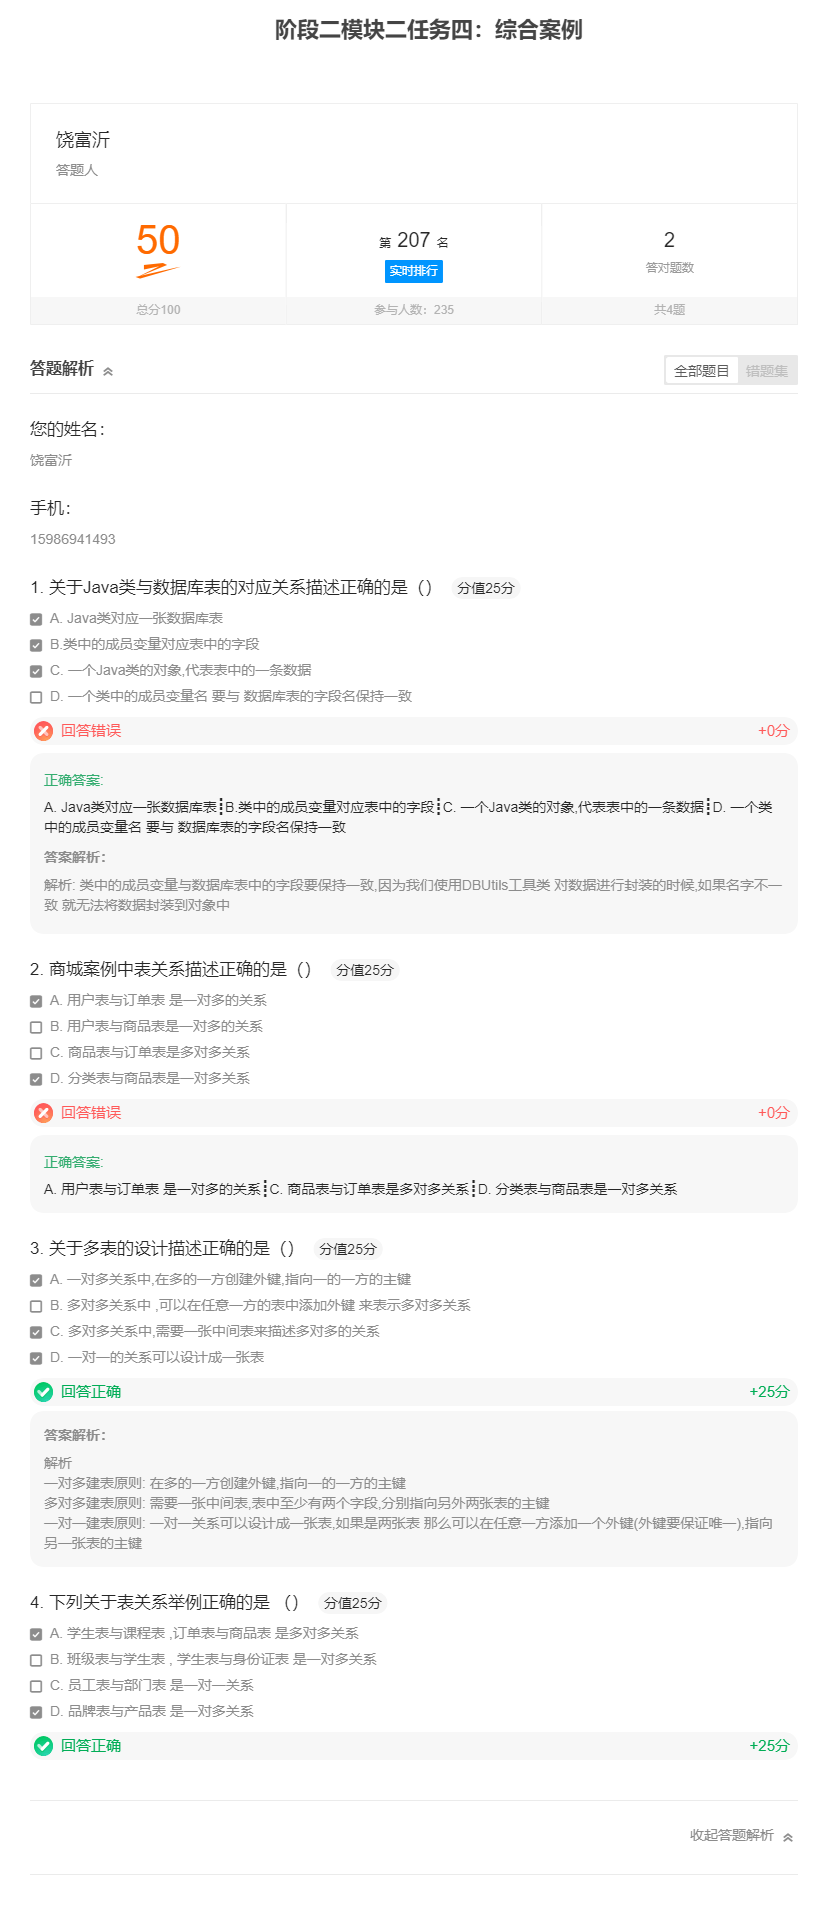 阶段二模块二任务四：综合案例
饶富沂
答题人
50
第 207 名
2
实时排行
答对题数
总分100
参与人数：235
共4题
答题解析
全部题目 错题集
您的姓名：
饶富沂
手机：
15986941493
1. 关于Java类与数据库表的对应关系描述正确的是（） 分值25分
A. Java类对应一张数据库表
B.类中的成员变量对应表中的字段
C. 一个Java类的对象,代表表中的一条数据
D. 一个类中的成员变量名 要与 数据库表的字段名保持一致
回答错误 +0分
正确答案:
A. Java类对应一张数据库表┋B.类中的成员变量对应表中的字段┋C. 一个Java类的对象,代表表中的一条数据┋D. 一个类
中的成员变量名 要与 数据库表的字段名保持一致
答案解析：
解析: 类中的成员变量与数据库表中的字段要保持一致,因为我们使用DBUtils工具类 对数据进行封装的时候,如果名字不一
致 就无法将数据封装到对象中
2. 商城案例中表关系描述正确的是（） 分值25分
A. 用户表与订单表 是一对多的关系
B. 用户表与商品表是一对多的关系
C. 商品表与订单表是多对多关系
D. 分类表与商品表是一对多关系
回答错误 +0分
正确答案:
A. 用户表与订单表 是一对多的关系┋C. 商品表与订单表是多对多关系┋D. 分类表与商品表是一对多关系
3. 关于多表的设计描述正确的是（） 分值25分
A. 一对多关系中,在多的一方创建外键,指向一的一方的主键
B. 多对多关系中 ,可以在任意一方的表中添加外键 来表示多对多关系
C. 多对多关系中,需要一张中间表来描述多对多的关系
D. 一对一的关系可以设计成一张表
回答正确 +25分
答案解析：
解析
一对多建表原则: 在多的一方创建外键,指向一的一方的主键
多对多建表原则: 需要一张中间表,表中至少有两个字段,分别指向另外两张表的主键
一对一建表原则: 一对一关系可以设计成一张表,如果是两张表 那么可以在任意一方添加一个外键(外键要保证唯一),指向
另一张表的主键
4. 下列关于表关系举例正确的是 （） 分值25分
A. 学生表与课程表 ,订单表与商品表 是多对多关系
B. 班级表与学生表 , 学生表与身份证表 是一对多关系
C. 员工表与部门表 是一对一关系
D. 品牌表与产品表 是一对多关系
回答正确 +25分
收起答题解析